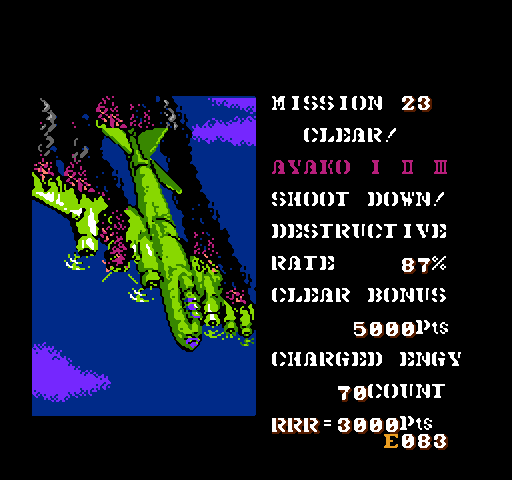 MISSION 23
CLEAR!
AYAKO I II III
SHOOT DOWN!
DESTRUCTIVE
RATE 87%
CLEAR BONUS
5000Pts
CHARGED ENGY
70COUNT
RRR=3000Pts
E083